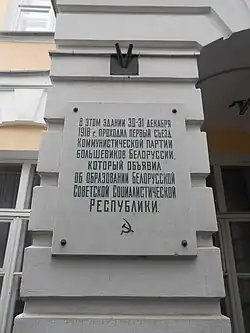 В ЭТОМ ЗДАНИИ 30-31 ДЕКАБРЯ
1918 г. ПРОХОДИЛ ПЕРВЫЙ СЪЕЗД
КОММУНИСТИЧЕСКОЙ ПАРТИИ
БОЛЬШЕВИКОВ БЕЛОРУССИИ,
КОТОРЫЙ ОБЪЯВИЛ
ОБ ОБРАЗОВАНИИ БЕЛОРУССКОЙ
СОВЕТСКОЙ СОЦИАЛИСТИЧЕСКОЙ
РЕСПУБЛИКИ.